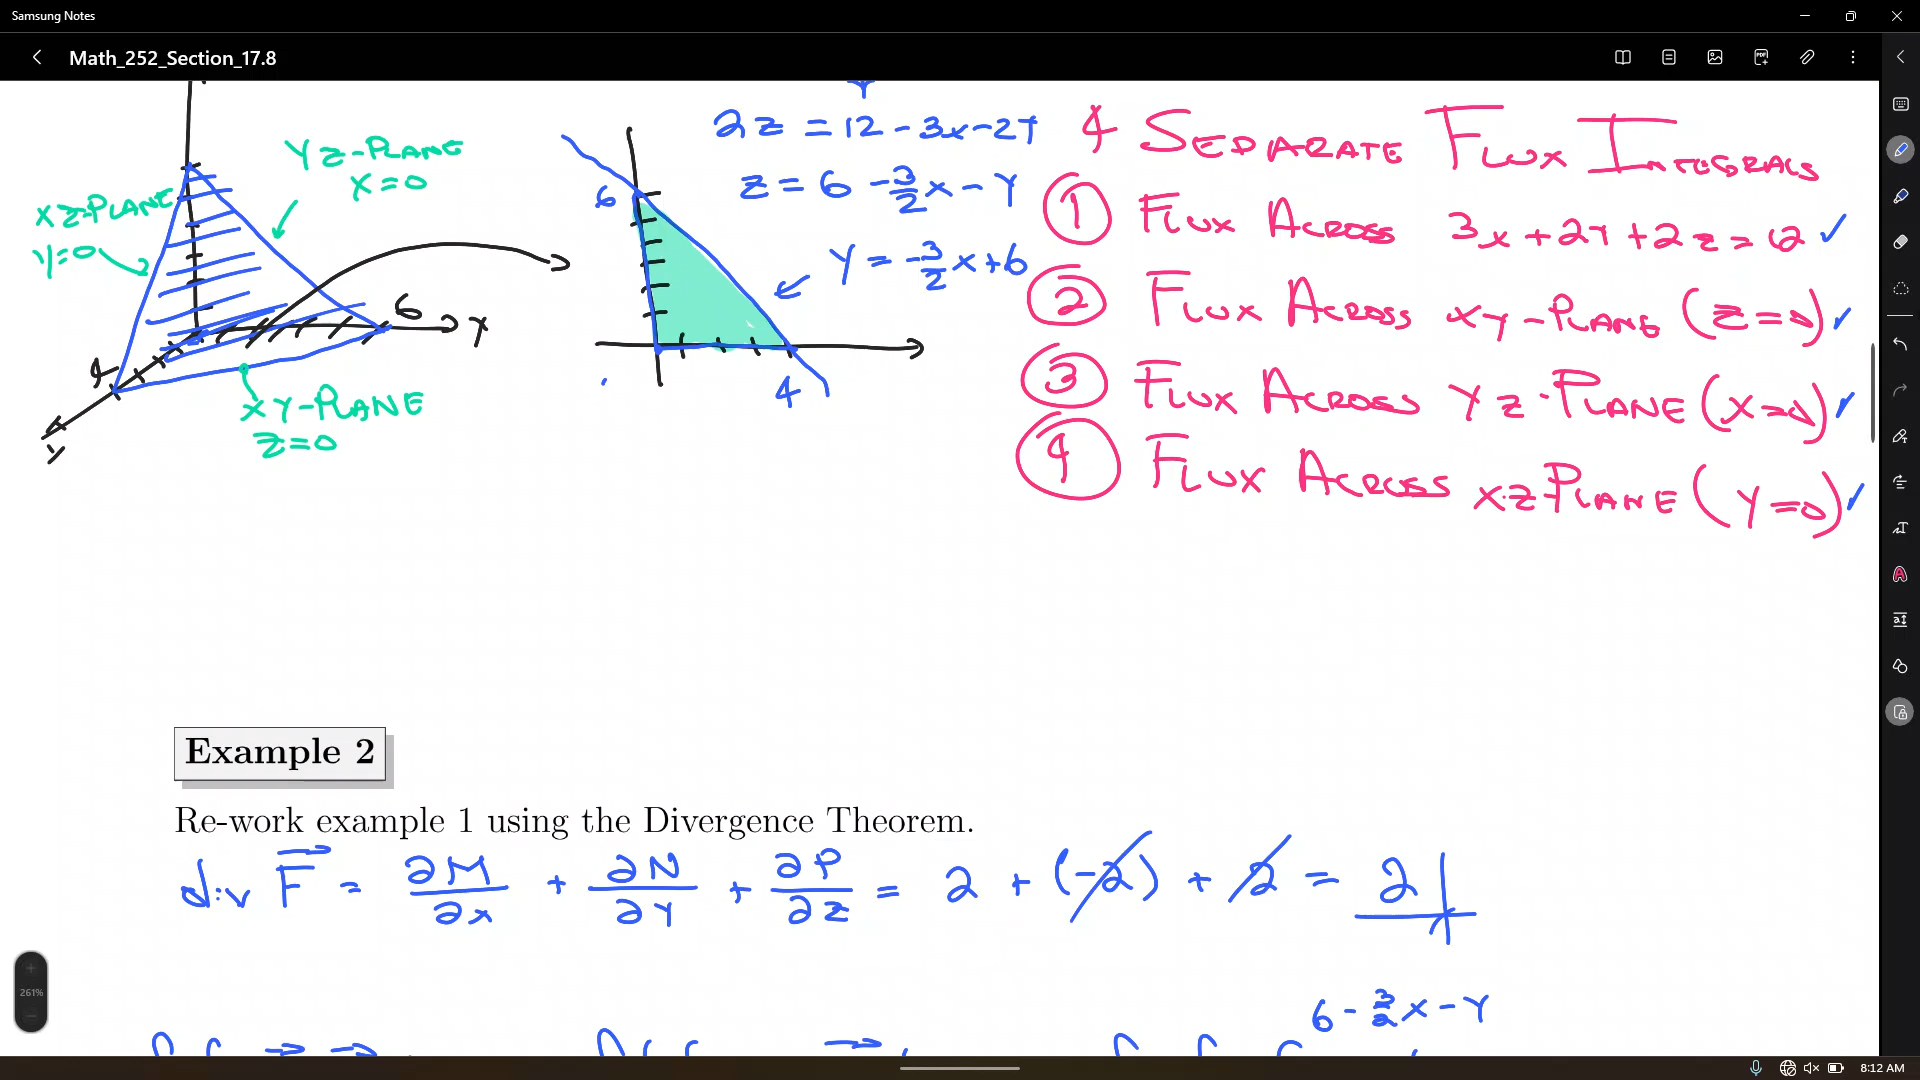 Samsung Notes
Math_252_Section_17.8
2z = 12 - 3x - 2y
z = 6 - 3/2 x - y
y = -3/2 x + 6
6
4
YZ-PLANE
x = 0
XZ-PLANE
y = 0
6
4
XY-PLANE
z = 0
4 SEPARATE FLUX INTEGRALS
① FLUX ACROSS 3x + 2y + 2z = 12 ✓
② FLUX ACROSS XY-PLANE (z=0) ✓
③ FLUX ACROSS YZ-PLANE (x=0) ✓
④ FLUX ACROSS XZ-PLANE (y=0) ✓
Example 2
Re-work example 1 using the Divergence Theorem.
div F⃗ = ∂M/∂x + ∂N/∂y + ∂P/∂z = 2 + (-2) + 2 = 2
6 - 3/2 x - y
261%
8:12 AM